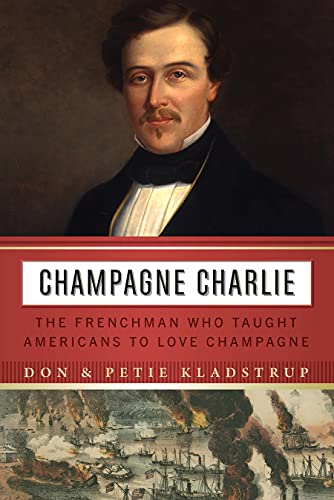 CHAMPAGNE CHARLIE
THE FRENCHMAN WHO TAUGHT
AMERICANS TO LOVE CHAMPAGNE
DON & PETIE KLADSTRUP